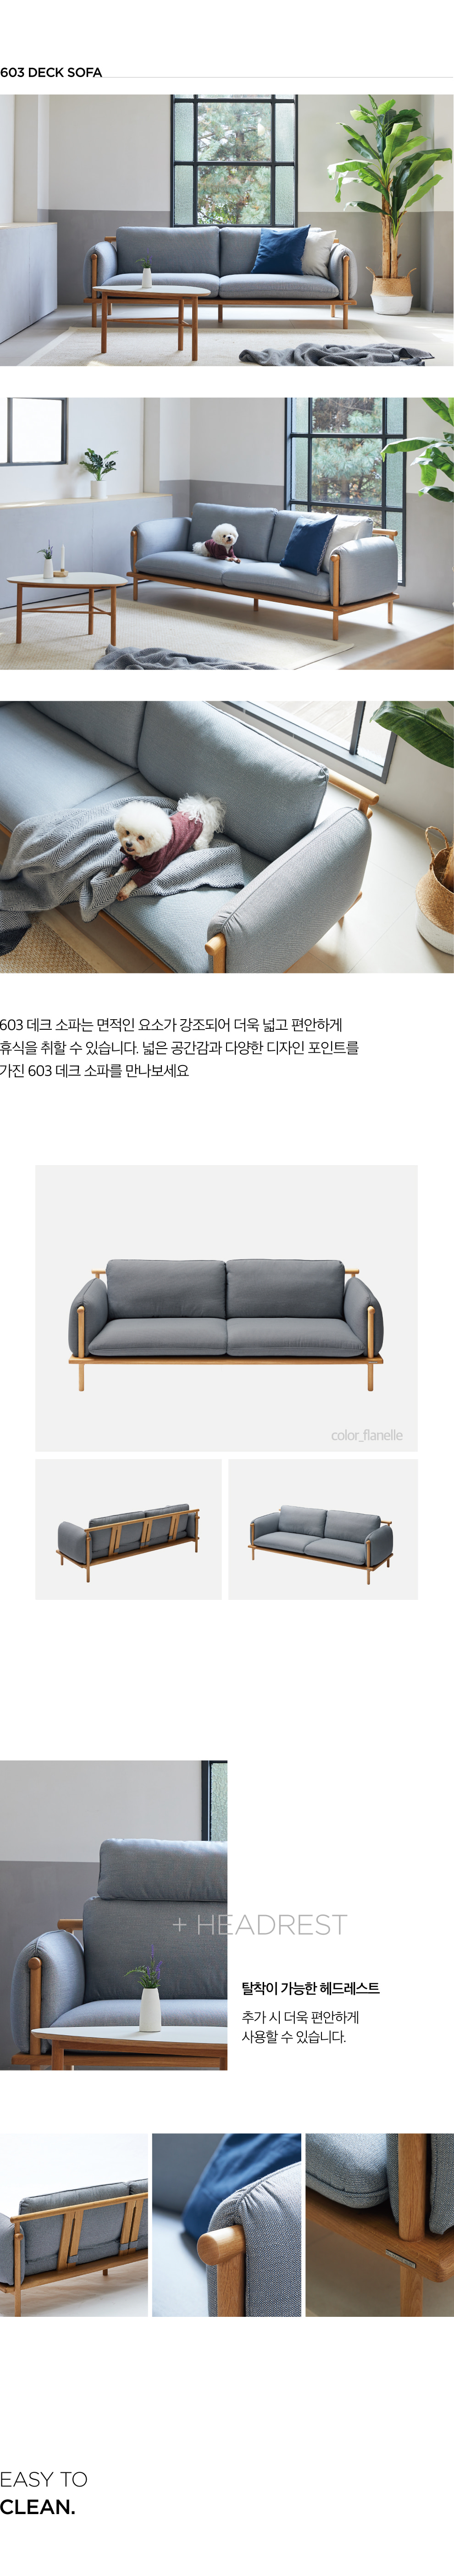 603 DECK SOFA
603 데크 소파는 면적인 요소가 강조되어 더욱 넓고 편안하게
휴식을 취할 수 있습니다. 넓은 공간감과 다양한 디자인 포인트를
가진 603 데크 소파를 만나보세요
color_flanelle
+ HEADREST
탈착이 가능한 헤드레스트
추가 시 더욱 편안하게
사용할 수 있습니다.
EASY TO
CLEAN.